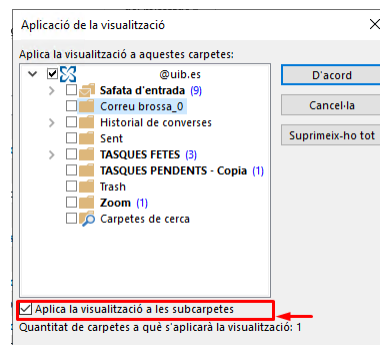 Aplicació de la visualització
Aplica la visualització a aquestes carpetes:
@uib.es
Safata d'entrada (9)
Correu brossa_0
Historial de converses
Sent
TASQUES FETES (3)
TASQUES PENDENTS - Copia (1)
Trash
Zoom (1)
Carpetes de cerca
D'acord
Cancel·la
Suprimeix-ho tot
Aplica la visualització a les subcarpetes
Quantitat de carpetes a què s'aplicarà la visualització: 1